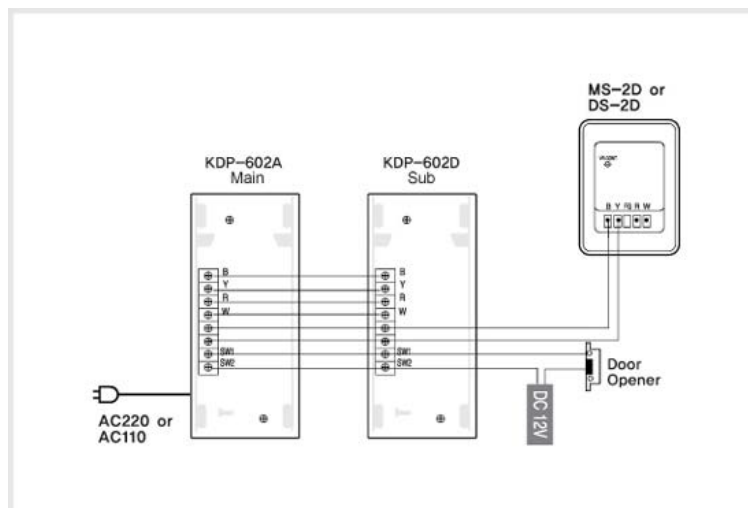 MS-2D or
DS-2D
KDP-602A
Main
KDP-602D
Sub
B Y R W
B
Y
R
W
SW1
SW2
B
Y
R
W
SW1
SW2
Door
Opener
DC 12V
AC220 or
AC110